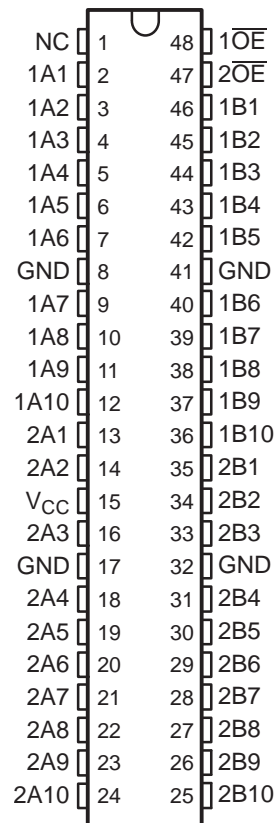 NC 1 48 1O̅E̅
1A1 2 47 2O̅E̅
1A2 3 46 1B1
1A3 4 45 1B2
1A4 5 44 1B3
1A5 6 43 1B4
1A6 7 42 1B5
GND 8 41 GND
1A7 9 40 1B6
1A8 10 39 1B7
1A9 11 38 1B8
1A10 12 37 1B9
2A1 13 36 1B10
2A2 14 35 2B1
VCC 15 34 2B2
2A3 16 33 2B3
GND 17 32 GND
2A4 18 31 2B4
2A5 19 30 2B5
2A6 20 29 2B6
2A7 21 28 2B7
2A8 22 27 2B8
2A9 23 26 2B9
2A10 24 25 2B10